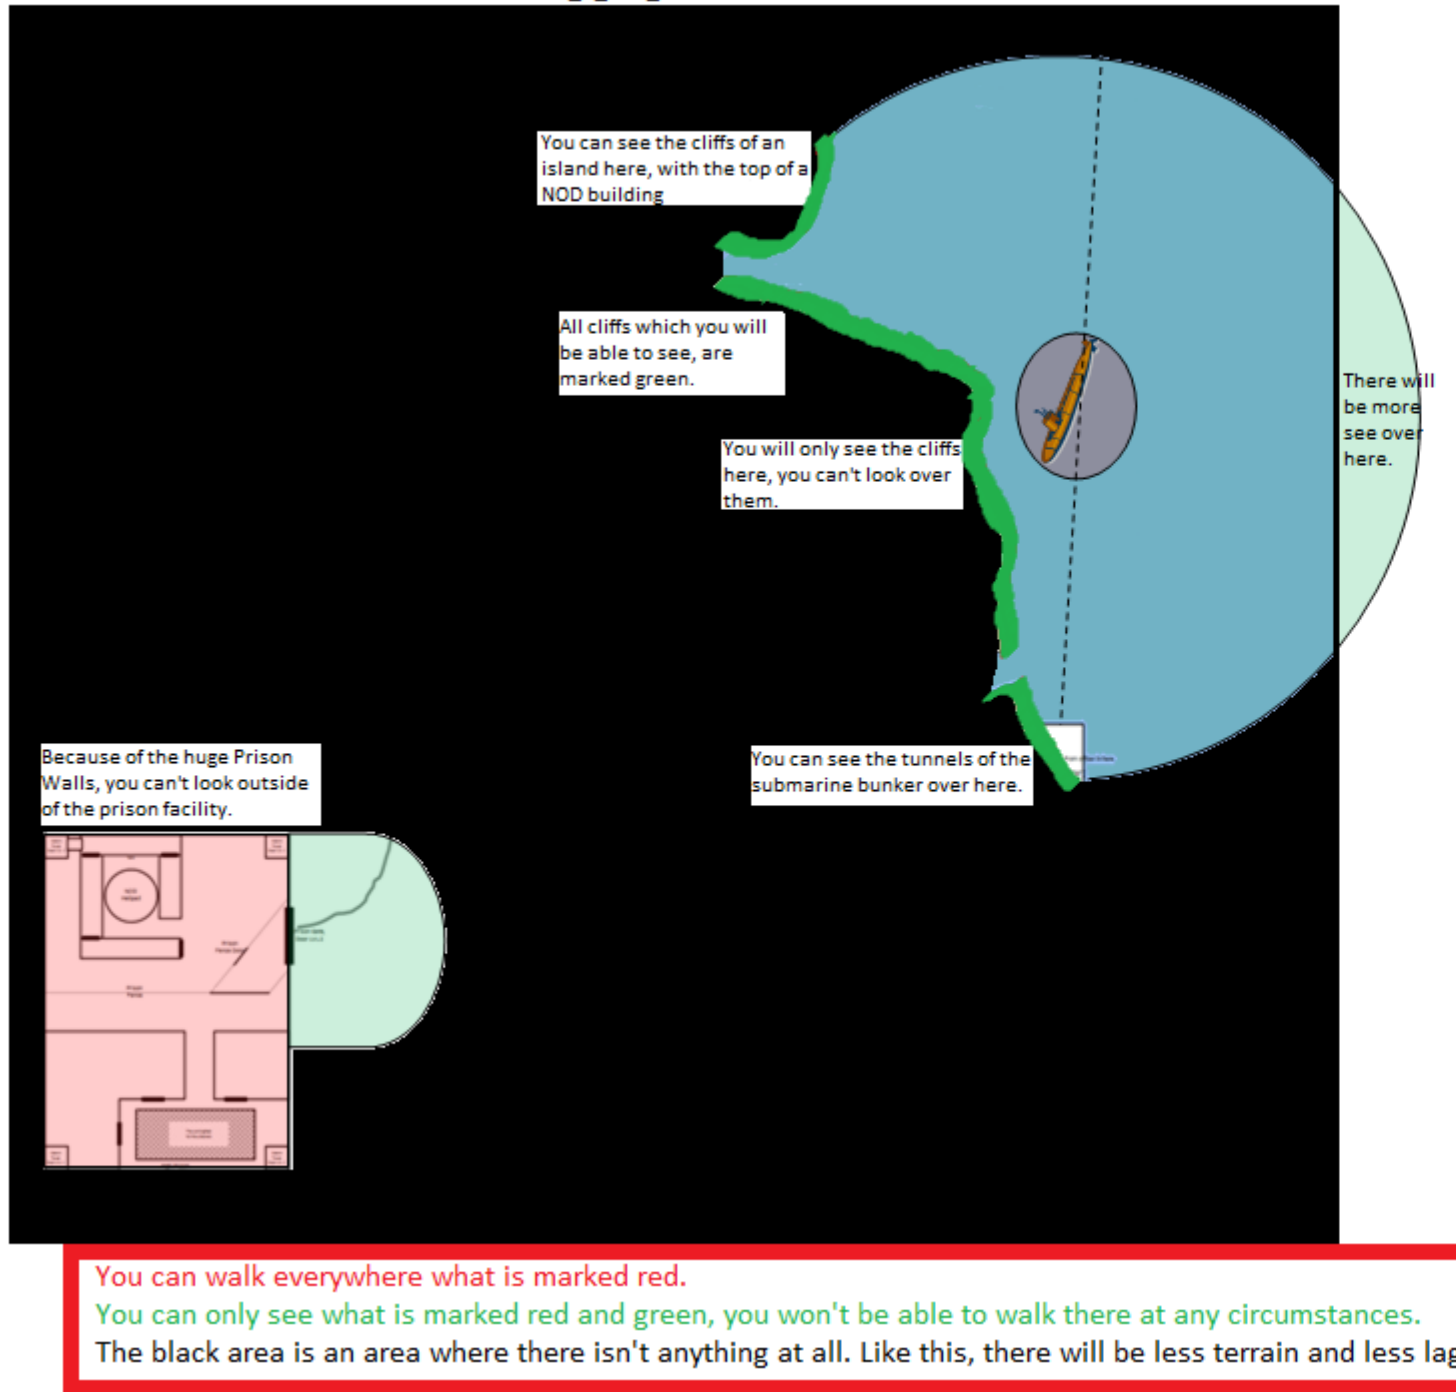 You can see the cliffs of an
island here, with the top of a
NOD building
All cliffs which you will
be able to see, are
marked green.
There will
be more
see over
here.
You will only see the cliffs
here, you can't look over
them.
Because of the huge Prison
Walls, you can't look outside
of the prison facility.
You can see the tunnels of the
submarine bunker over here.
NOD
Helipad
Prison
Prison
Fence
You can walk everywhere what is marked red.
You can only see what is marked red and green, you won't be able to walk there at any circumstances.
The black area is an area where there isn't anything at all. Like this, there will be less terrain and less lag